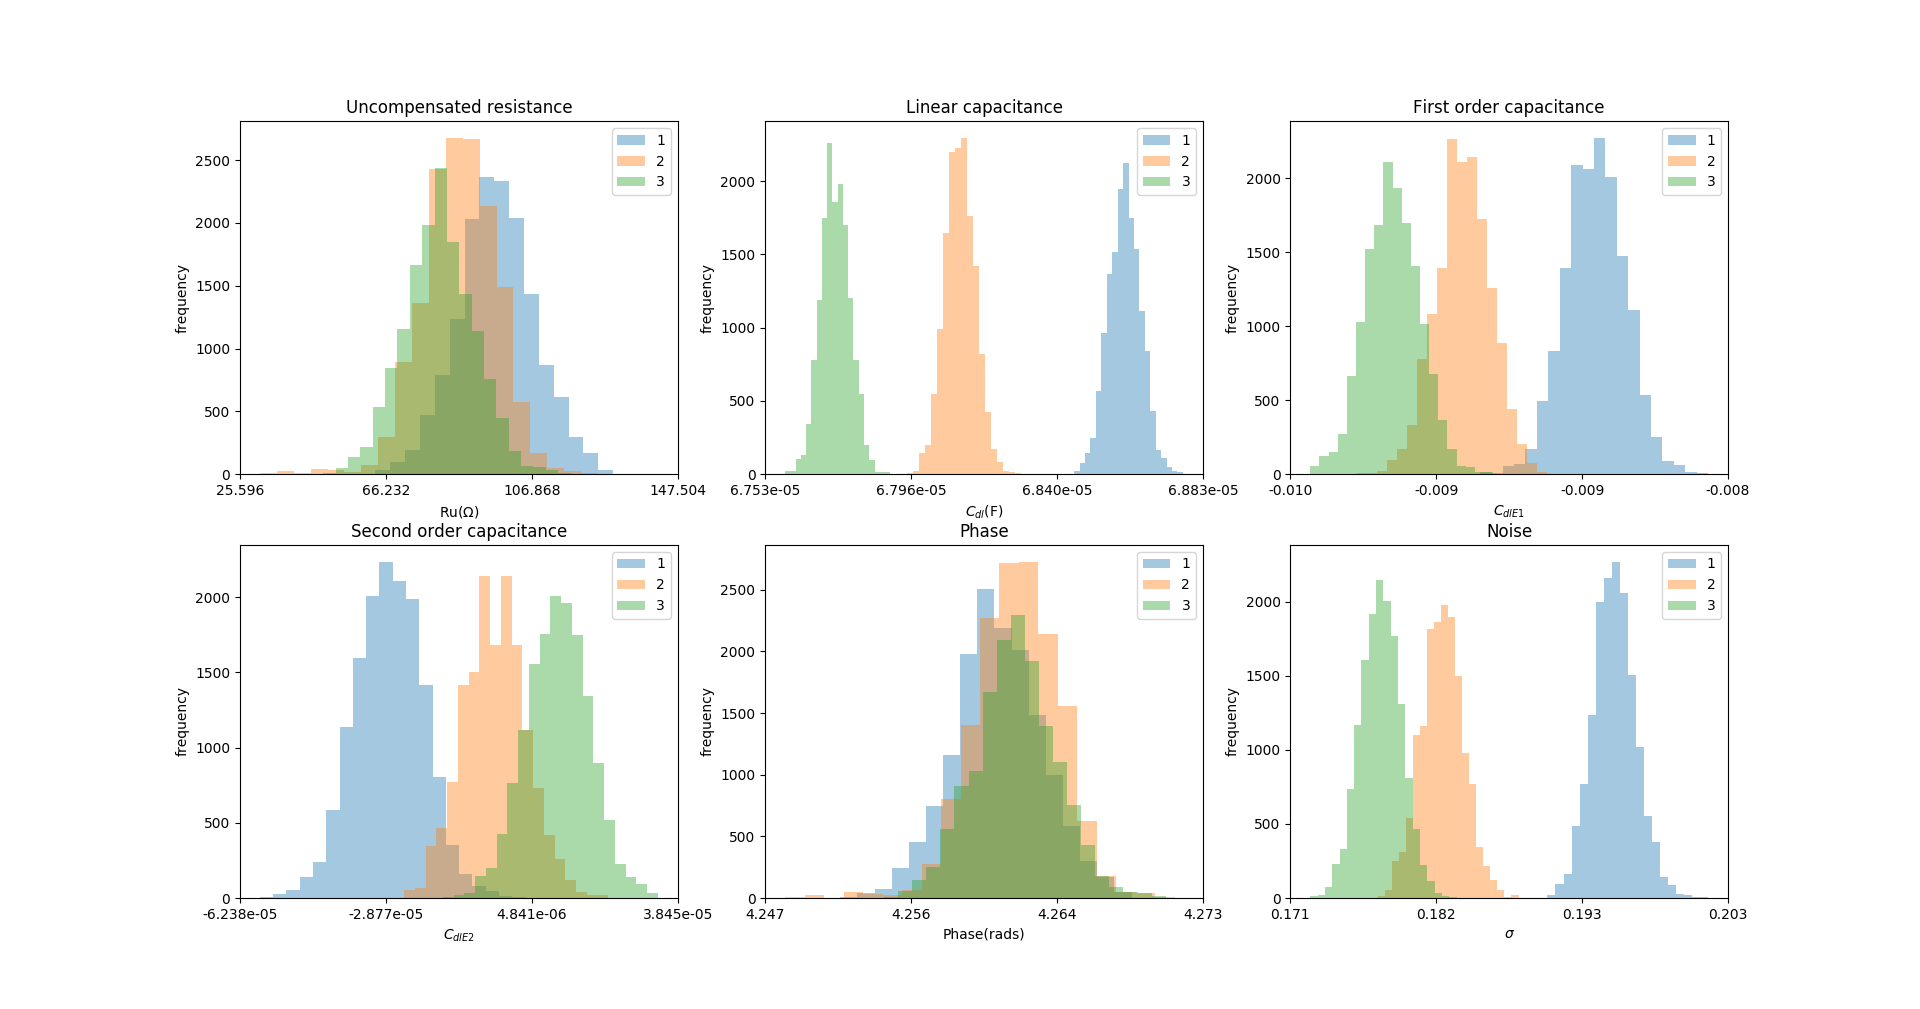 Uncompensated resistance
1
2
3
frequency
2500
2000
1500
1000
500
0
25.596 66.232 106.868 147.504
Ru(Ω)
Linear capacitance
1
2
3
frequency
2000
1500
1000
500
0
6.753e-05 6.796e-05 6.840e-05 6.883e-05
C_{dl}(F)
First order capacitance
1
2
3
frequency
2000
1500
1000
500
0
-0.010 -0.009 -0.009 -0.008
C_{dlE1}
Second order capacitance
1
2
3
frequency
2000
1500
1000
500
0
-6.238e-05 -2.877e-05 4.841e-06 3.845e-05
C_{dlE2}
Phase
1
2
3
frequency
2500
2000
1500
1000
500
0
4.247 4.256 4.264 4.273
Phase(rads)
Noise
1
2
3
frequency
2000
1500
1000
500
0
0.171 0.182 0.193 0.203
σ